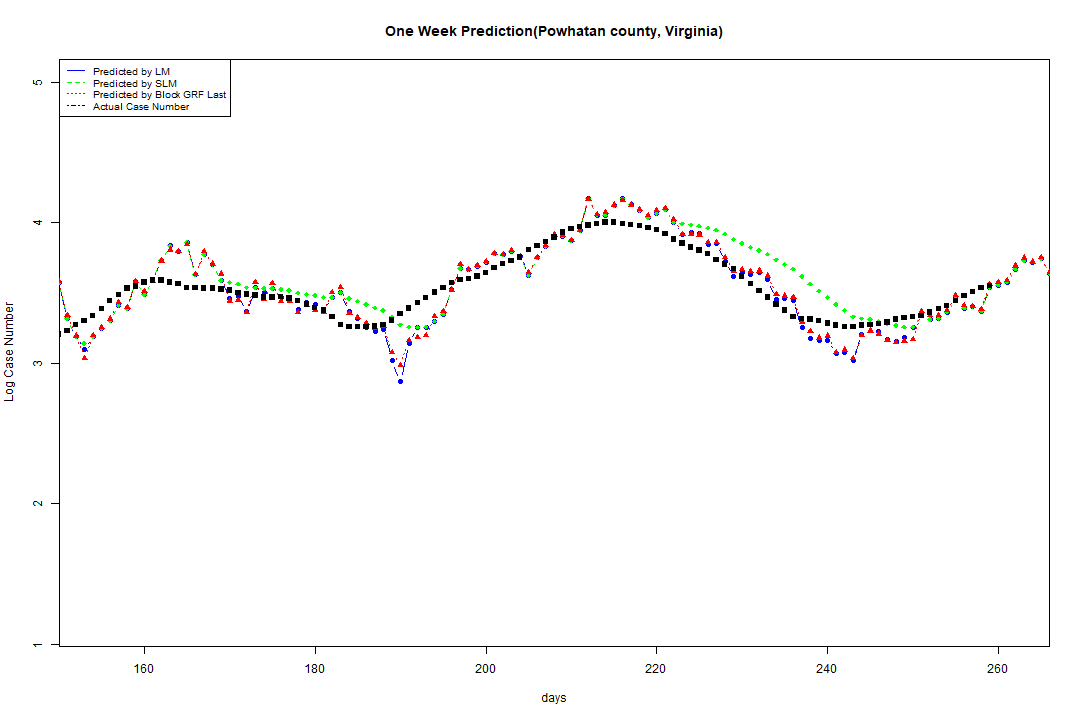 One Week Prediction(Powhatan county, Virginia)
Predicted by LM
Predicted by SLM
Predicted by Block GRF Last
Actual Case Number
5
4
3
2
1
Log Case Number
160 180 200 220 240 260
days